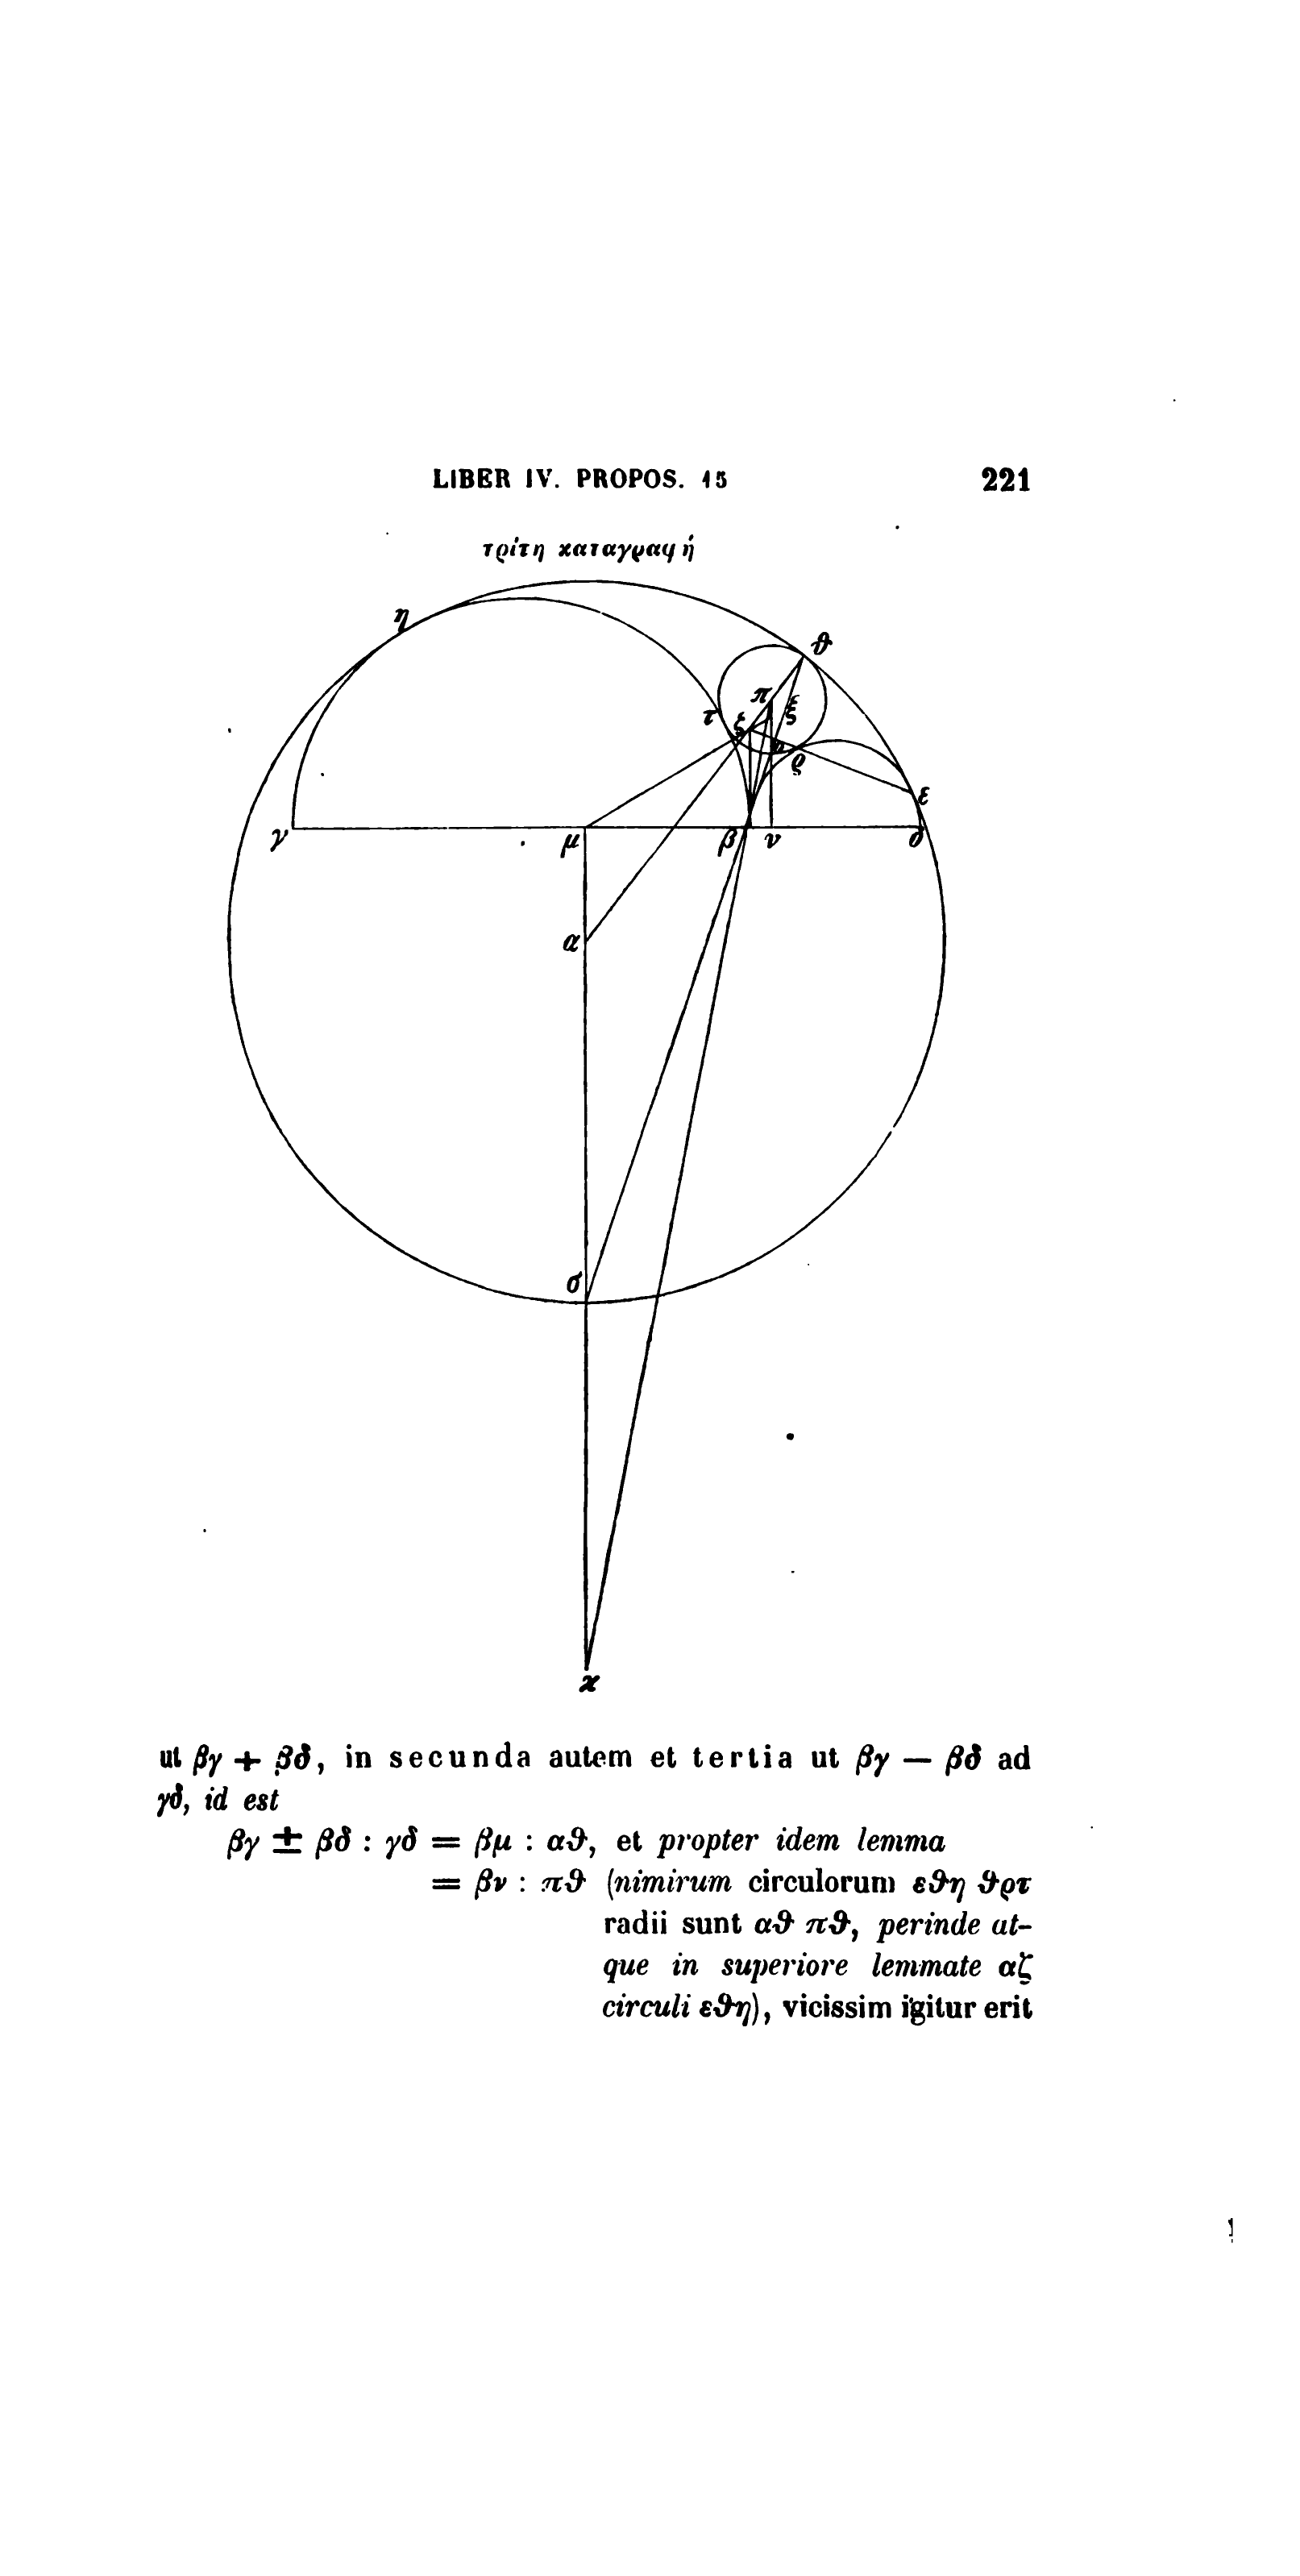 LIBER IV. PROPOS. 15 221
τρίτη καταγραφή
η
ϑ
π
ξ
τ
ξ
ρ
ε
γ
μ
β
ν
δ
α
σ
κ
ut βγ + βδ, in secunda autem et tertia ut βγ — βδ ad
γδ, id est
βγ ± βδ : γδ = βμ : αϑ, et propter idem lemma
= βν : πϑ (nimirum circulorum εϑη ϑρτ
radii sunt αϑ πϑ, perinde at-
que in superiore lemmate αζ
circuli εϑη), vicissim igitur erit